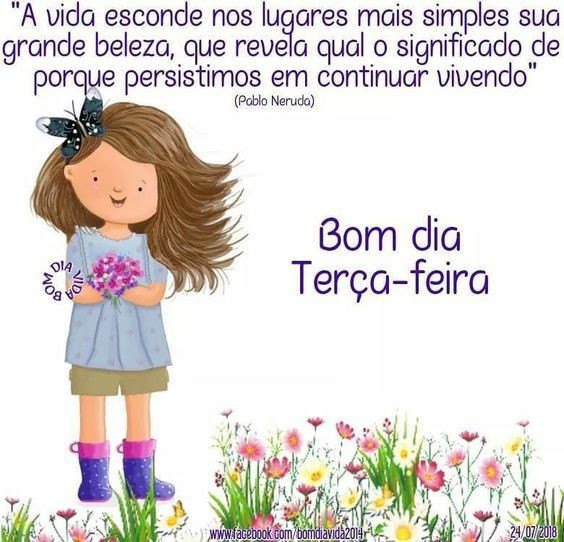 "A vida esconde nos lugares mais simples sua
grande beleza, que revela qual o significado de
porque persistimos em continuar vivendo"
(Pablo Neruda)
Bom dia
Terça-feira
BOM DIA VIDA
www.facebook.com/bomdiavida2014
24/07/2018